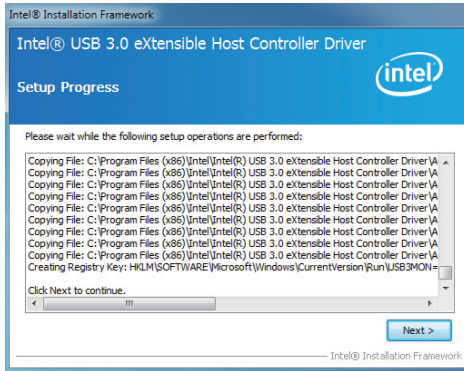 Intel® Installation Framework
Intel® USB 3.0 eXtensible Host Controller Driver
intel
Setup Progress
Please wait while the following setup operations are performed:
Copying File: C:\Program Files (x86)\Intel\Intel(R) USB 3.0 eXtensible Host Controller Driver\A
Copying File: C:\Program Files (x86)\Intel\Intel(R) USB 3.0 eXtensible Host Controller Driver\A
Copying File: C:\Program Files (x86)\Intel\Intel(R) USB 3.0 eXtensible Host Controller Driver\A
Copying File: C:\Program Files (x86)\Intel\Intel(R) USB 3.0 eXtensible Host Controller Driver\A
Copying File: C:\Program Files (x86)\Intel\Intel(R) USB 3.0 eXtensible Host Controller Driver\A
Copying File: C:\Program Files (x86)\Intel\Intel(R) USB 3.0 eXtensible Host Controller Driver\A
Copying File: C:\Program Files (x86)\Intel\Intel(R) USB 3.0 eXtensible Host Controller Driver\A
Copying File: C:\Program Files (x86)\Intel\Intel(R) USB 3.0 eXtensible Host Controller Driver\A
Copying File: C:\Program Files (x86)\Intel\Intel(R) USB 3.0 eXtensible Host Controller Driver\A
Creating Registry Key: HKLM\SOFTWARE\Microsoft\Windows\CurrentVersion\Run\USB3MON=
Click Next to continue.
Next >
Intel® Installation Framework